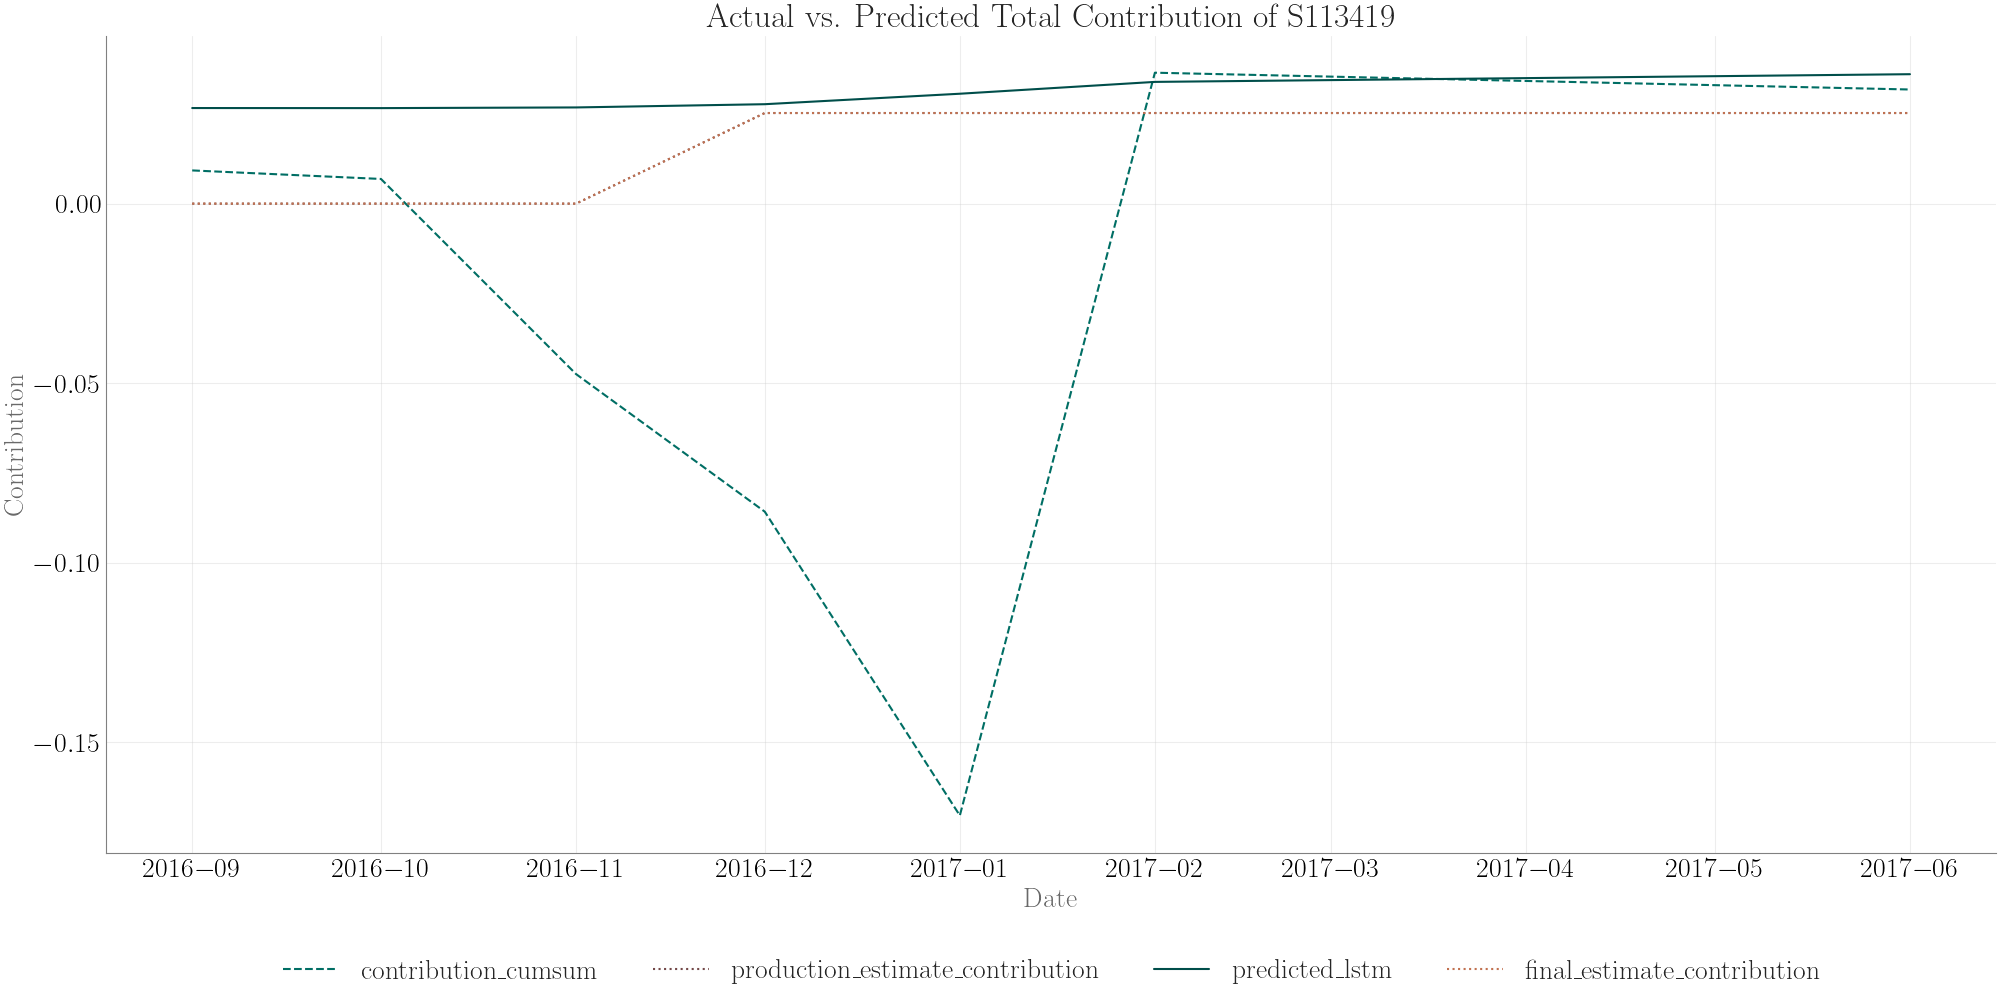 Actual vs. Predicted Total Contribution of S113419
Contribution
0.00
−0.05
−0.10
−0.15
2016−09 2016−10 2016−11 2016−12 2017−01 2017−02 2017−03 2017−04 2017−05 2017−06
Date
contribution_cumsum production_estimate_contribution predicted_lstm final_estimate_contribution